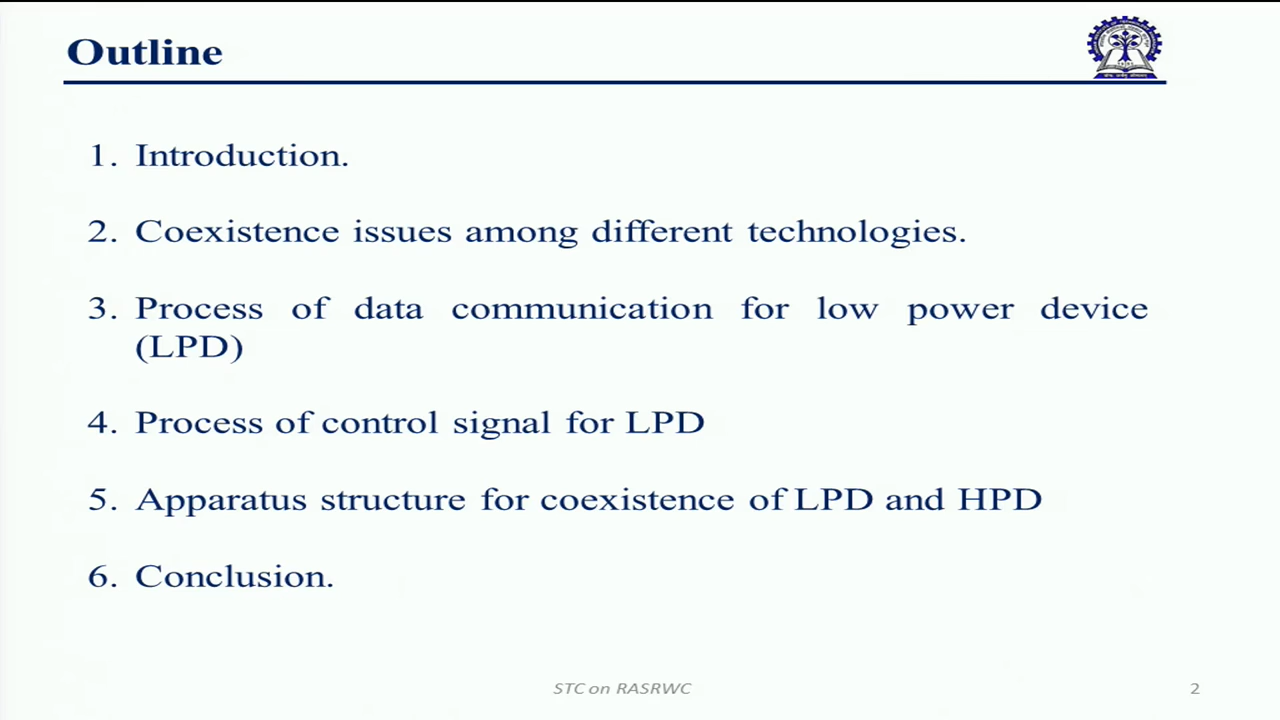 Outline
1. Introduction.
2. Coexistence issues among different technologies.
3. Process of data communication for low power device
(LPD)
4. Process of control signal for LPD
5. Apparatus structure for coexistence of LPD and HPD
6. Conclusion.
STC on RASRWC
2